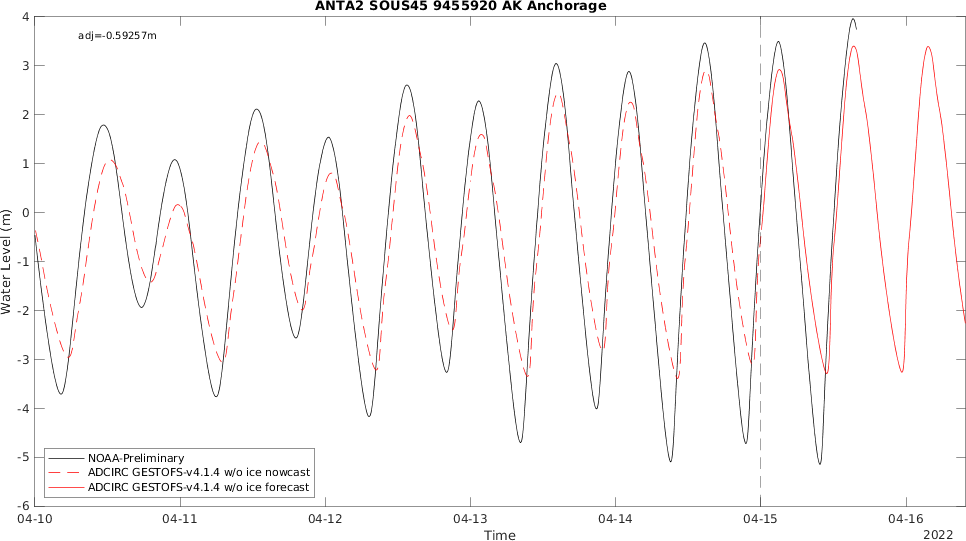 ANTA2 SOUS45 9455920 AK Anchorage
adj=-0.59257m
4
3
2
1
0
-1
-2
-3
-4
-5
-6
Water Level (m)
NOAA-Preliminary
ADCIRC GESTOFS-v4.1.4 w/o ice nowcast
ADCIRC GESTOFS-v4.1.4 w/o ice forecast
04-10 04-11 04-12 04-13 04-14 04-15 04-16
Time
2022